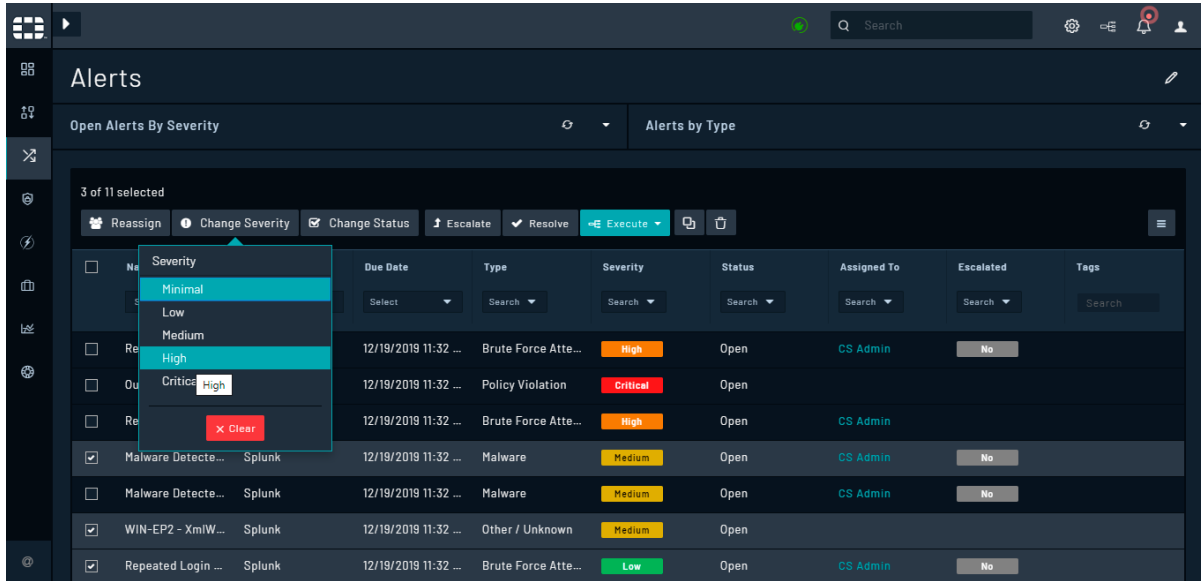 Search
Alerts
Open Alerts By Severity
Alerts by Type
3 of 11 selected
Reassign Change Severity Change Status Escalate Resolve Execute
Severity
Minimal
Low
Medium
High
High
Clear
Due Date Type Severity Status Assigned To Escalated Tags
Select Search Search Search Search Search Search
12/19/2019 11:32 ... Brute Force Atte... High Open CS Admin No
12/19/2019 11:32 ... Policy Violation Critical Open
12/19/2019 11:32 ... Brute Force Atte... High Open CS Admin
Malware Detecte... Splunk 12/19/2019 11:32 ... Malware Medium Open CS Admin No
Malware Detecte... Splunk 12/19/2019 11:32 ... Malware Medium Open CS Admin No
WIN-EP2 - XmlW... Splunk 12/19/2019 11:32 ... Other / Unknown Medium Open
Repeated Login ... Splunk 12/19/2019 11:32 ... Brute Force Atte... Low Open CS Admin No